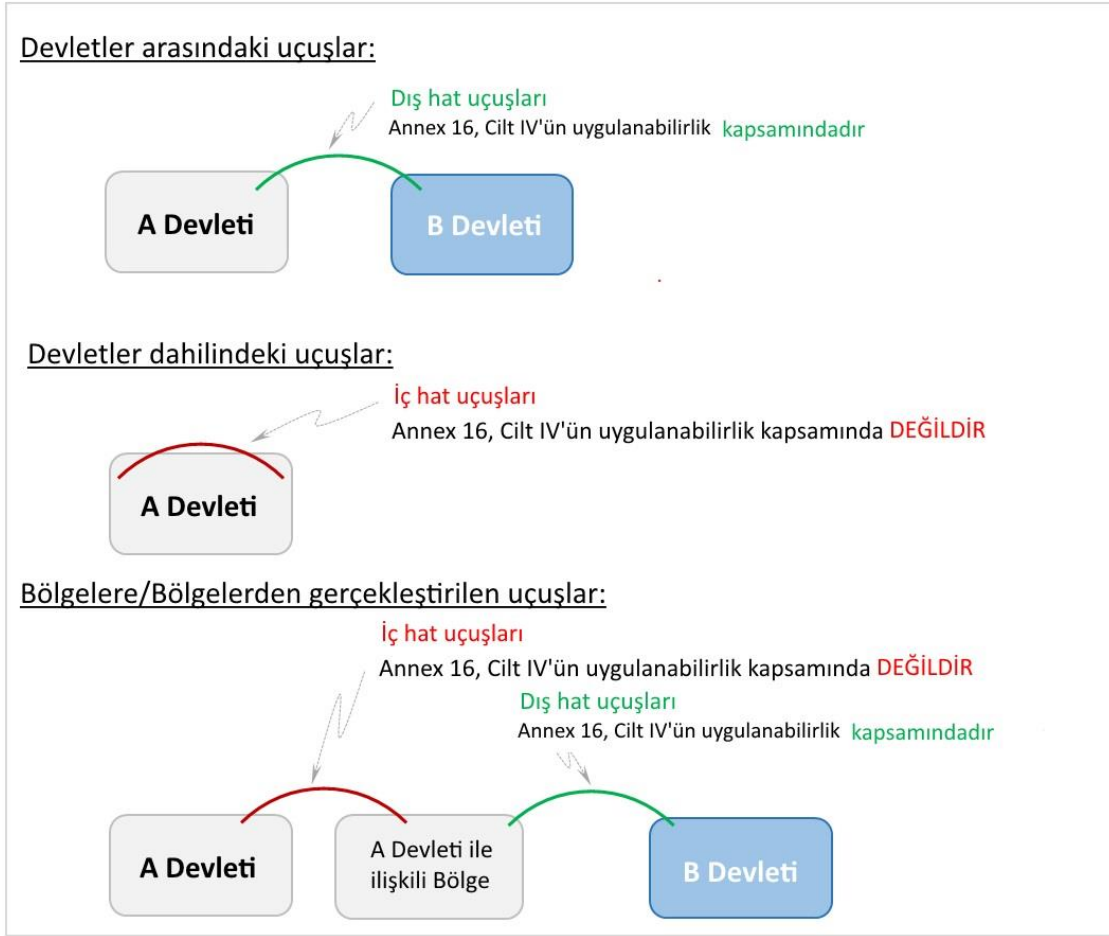 Devletler arasındaki uçuşlar:
Dış hat uçuşları
Annex 16, Cilt IV'ün uygulanabilirlik kapsamındadır
A Devleti
B Devleti
Devletler dahilindeki uçuşlar:
İç hat uçuşları
Annex 16, Cilt IV'ün uygulanabilirlik kapsamında DEĞİLDİR
A Devleti
Bölgelere/Bölgelerden gerçekleştirilen uçuşlar:
İç hat uçuşları
Annex 16, Cilt IV'ün uygulanabilirlik kapsamında DEĞİLDİR
Dış hat uçuşları
Annex 16, Cilt IV'ün uygulanabilirlik kapsamındadır
A Devleti
A Devleti ile
ilişkili Bölge
B Devleti